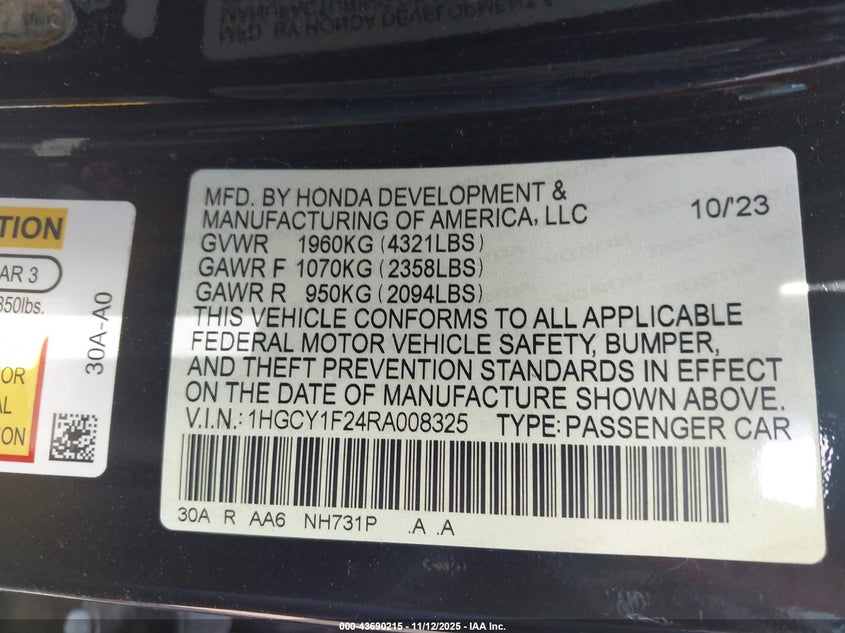 MFD. BY HONDA DEVELOPMENT &
MANUFACTURING OF AMERICA, LLC 10/'23
GVWR 1960KG (4321LBS)
GAWR F 1070KG (2358LBS)
GAWR R 950KG (2094LBS)
THIS VEHICLE CONFORMS TO ALL APPLICABLE
FEDERAL MOTOR VEHICLE SAFETY, BUMPER,
AND THEFT PREVENTION STANDARDS IN EFFECT
ON THE DATE OF MANUFACTURE SHOWN ABOVE.
V.I.N.: 1HGCY1F24RA008325 TYPE: PASSENGER CAR
30A R AA6 NH731P .A .A
TION
AR 3
850lbs.
OR
AL
ION
30A-A0
000-43690215 - 11/12/2025 - IAA Inc.